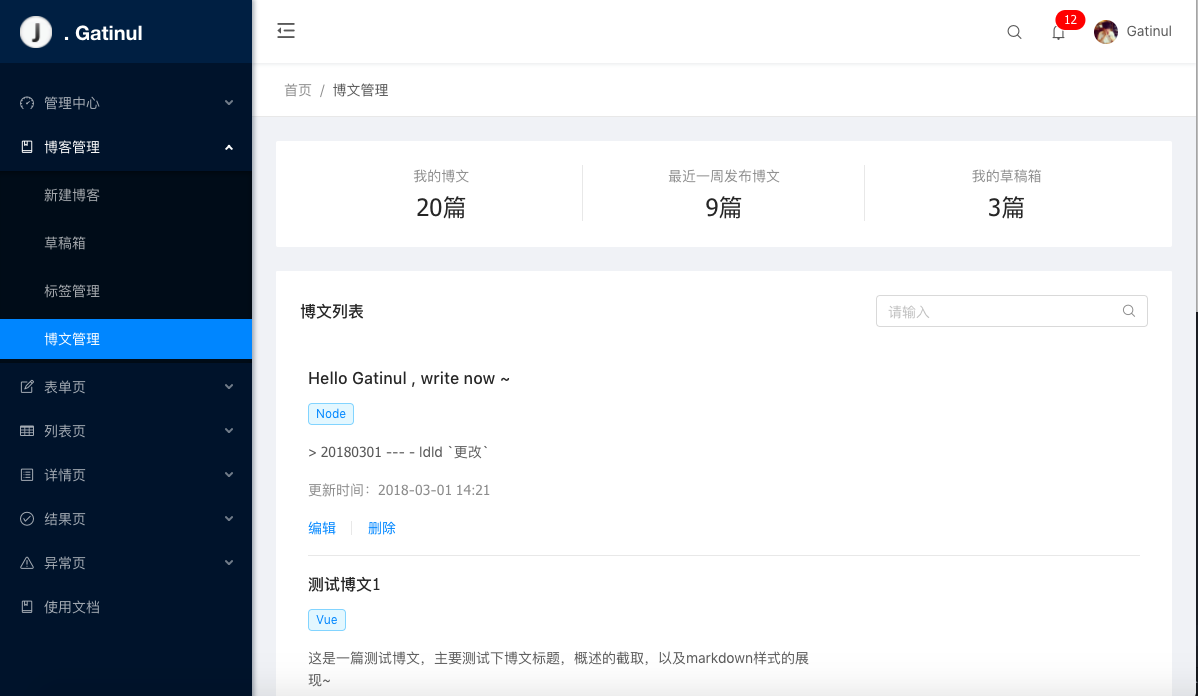 J . Gatinul
管理中心
博客管理
新建博客
草稿箱
标签管理
博文管理
表单页
列表页
详情页
结果页
异常页
使用文档
12
Gatinul
首页 / 博文管理
我的博文
20篇
最近一周发布博文
9篇
我的草稿箱
3篇
博文列表
请输入
Hello Gatinul , write now ~
Node
> 20180301 --- - ldld `更改`
更新时间：2018-03-01 14:21
编辑
删除
测试博文1
Vue
这是一篇测试博文，主要测试下博文标题，概述的截取，以及markdown样式的展
现~